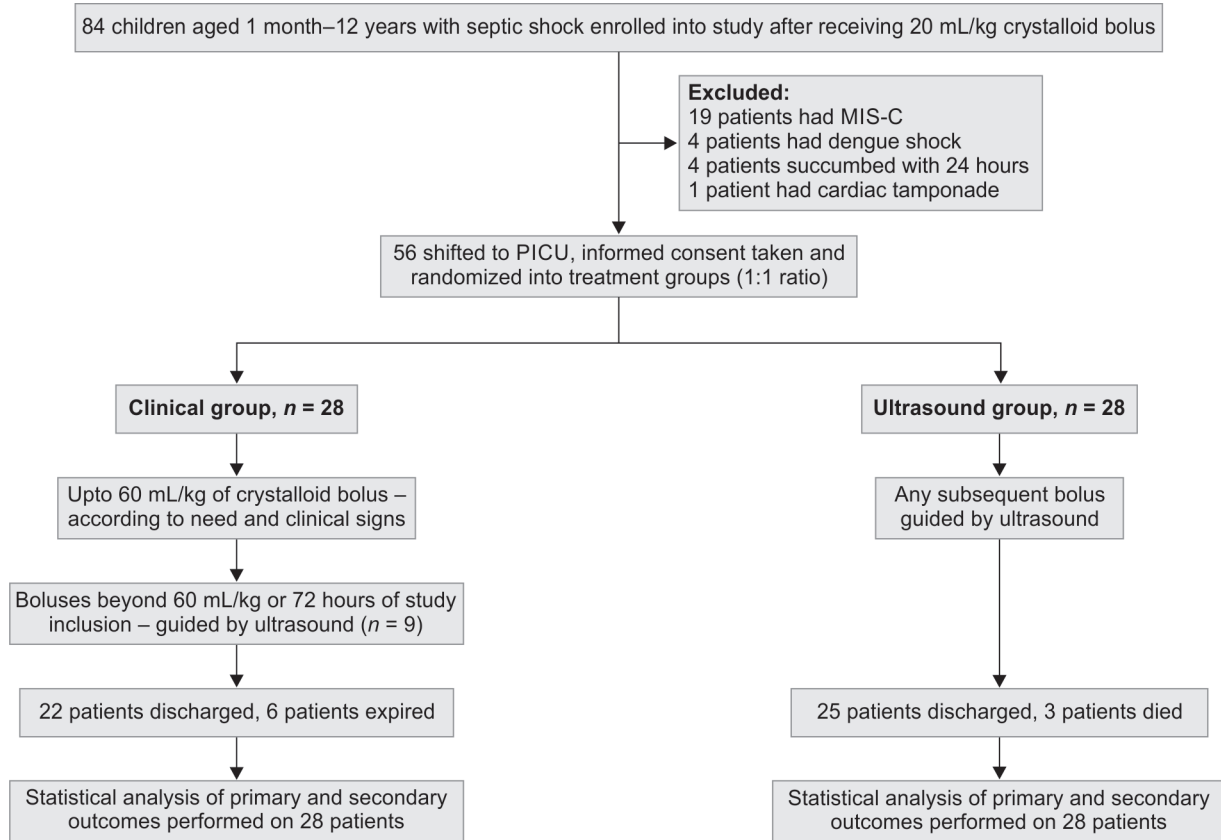 84 children aged 1 month–12 years with septic shock enrolled into study after receiving 20 mL/kg crystalloid bolus
Excluded:
19 patients had MIS-C
4 patients had dengue shock
4 patients succumbed with 24 hours
1 patient had cardiac tamponade
56 shifted to PICU, informed consent taken and
randomized into treatment groups (1:1 ratio)
Clinical group, n = 28
Ultrasound group, n = 28
Upto 60 mL/kg of crystalloid bolus –
according to need and clinical signs
Any subsequent bolus
guided by ultrasound
Boluses beyond 60 mL/kg or 72 hours of study
inclusion – guided by ultrasound (n = 9)
22 patients discharged, 6 patients expired
25 patients discharged, 3 patients died
Statistical analysis of primary and secondary
outcomes performed on 28 patients
Statistical analysis of primary and secondary
outcomes performed on 28 patients